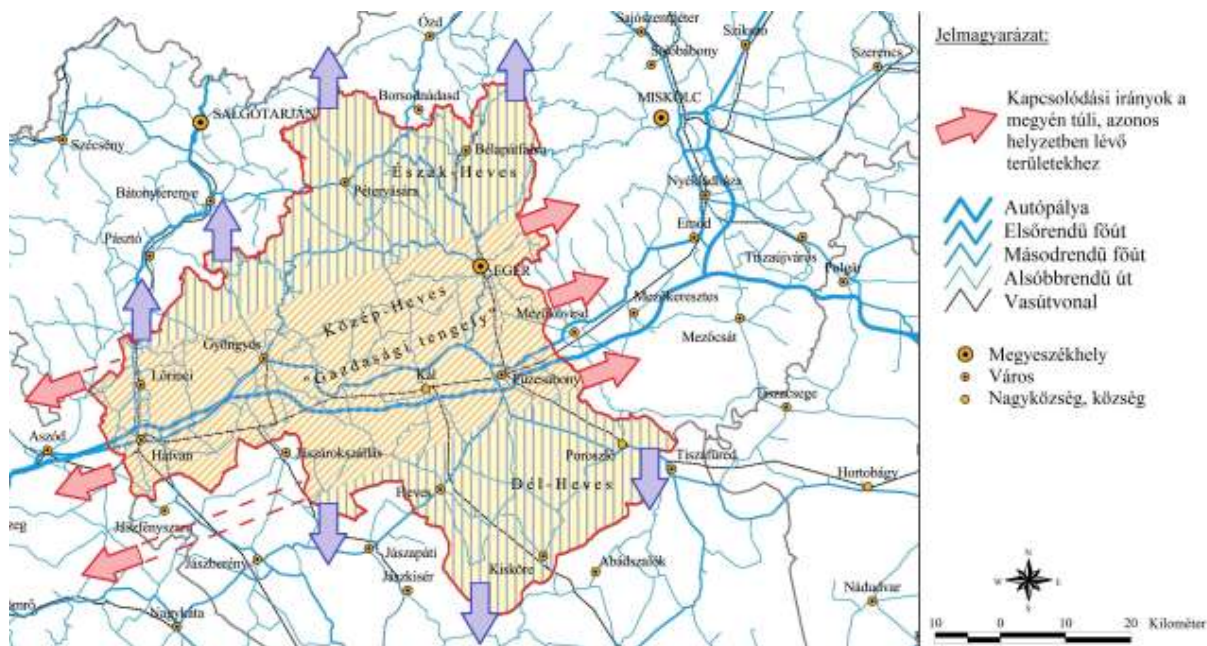 Ózd
Sajószentpéter
Szikszó
Sajóbábony
Szerencs
SALGÓTARJÁN
Borsodnádasd
MISKOLC
Szécsény
Bélapátfalva
Észak-Heves
Bátonyterenye
Pétervására
Nyékládháza
Emőd
Pásztó
Tiszaújváros
EGER
Polgár
Közép-Heves
Mezőkeresztes
Mezőkövesd
Mezőcsát
Gyöngyös
"Gazdasági tengely"
Lőrinci
Kál
Füzesabony
Tiszacsege
Aszód
Hatvan
Jászárokszállás
Poroszló
Tiszafüred
Hortobágy
Dél-Heves
Heves
Jászfényszaru
Jászberény
Jászapáti
Kisköre
Abádszalók
Jászkisér
Nádudvar
Nagykáta
Jelmagyarázat:
Kapcsolódási irányok a
megyén túli, azonos
helyzetben lévő
területekhez
Autópálya
Elsőrendű főút
Másodrendű főút
Alsóbbrendű út
Vasútvonal
Megyeszékhely
Város
Nagyközség, község
N
W E
S
10 0 10 20 Kilométer